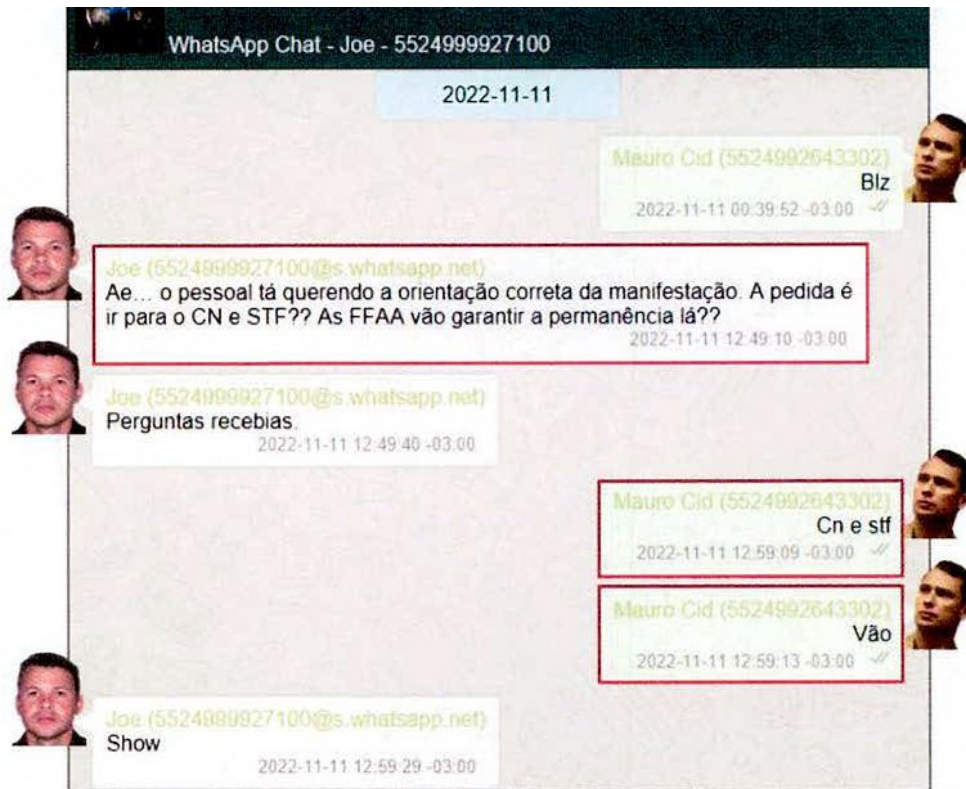 WhatsApp Chat - Joe - 5524999927100
2022-11-11
Mauro Cid (5524992643302)
Blz
2022-11-11 00:39:52 -03:00
Joe (5524999927100@s.whatsapp.net)
Ae... o pessoal tá querendo a orientação correta da manifestação. A pedida é
ir para o CN e STF?? As FFAA vão garantir a permanência lá??
2022-11-11 12:49:10 -03:00
Joe (5524999927100@s.whatsapp.net)
Perguntas recebias.
2022-11-11 12:49:40 -03:00
Mauro Cid (5524992643302)
Cn e stf
2022-11-11 12:59:09 -03:00
Mauro Cid (5524992643302)
Vão
2022-11-11 12:59:13 -03:00
Joe (5524999927100@s.whatsapp.net)
Show
2022-11-11 12:59:29 -03:00